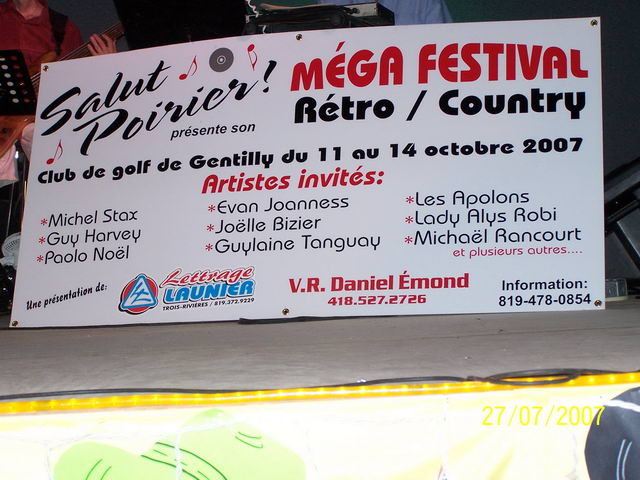 Salut Poirier!
présente son
MÉGA FESTIVAL
Rétro / Country
Club de golf de Gentilly du 11 au 14 octobre 2007
Artistes invités:
*Michel Stax
*Guy Harvey
*Paolo Noël
*Evan Joanness
*Joëlle Bizier
*Guylaine Tanguay
*Les Apolons
*Lady Alys Robi
*Michaël Rancourt
et plusieurs autres....
Une présentation de:
Lettrage
LAUNIER
TROIS-RIVIÈRES / 819.372.9229
V.R. Daniel Émond
418.527.2726
Information:
819-478-0854
27/07/2007